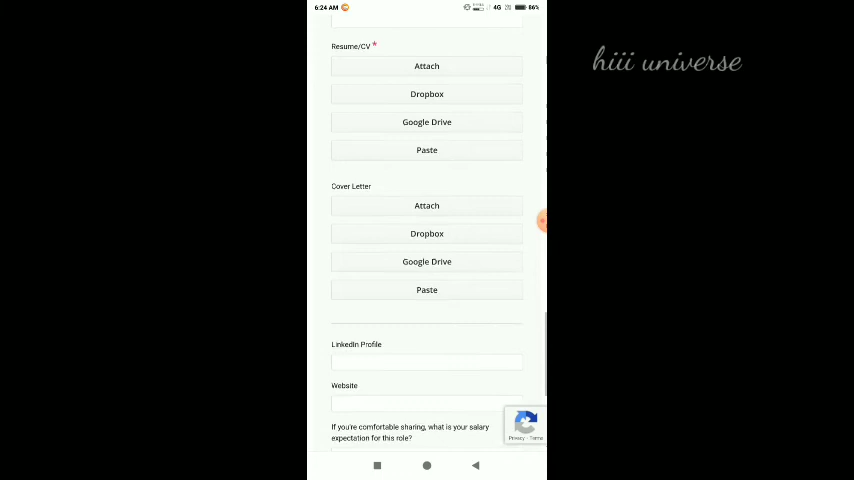 6:24 AM
4G
86%
hiii universe
Resume/CV *
Attach
Dropbox
Google Drive
Paste
Cover Letter
Attach
Dropbox
Google Drive
Paste
LinkedIn Profile
Website
If you're comfortable sharing, what is your salary
expectation for this role?
Privacy - Terms